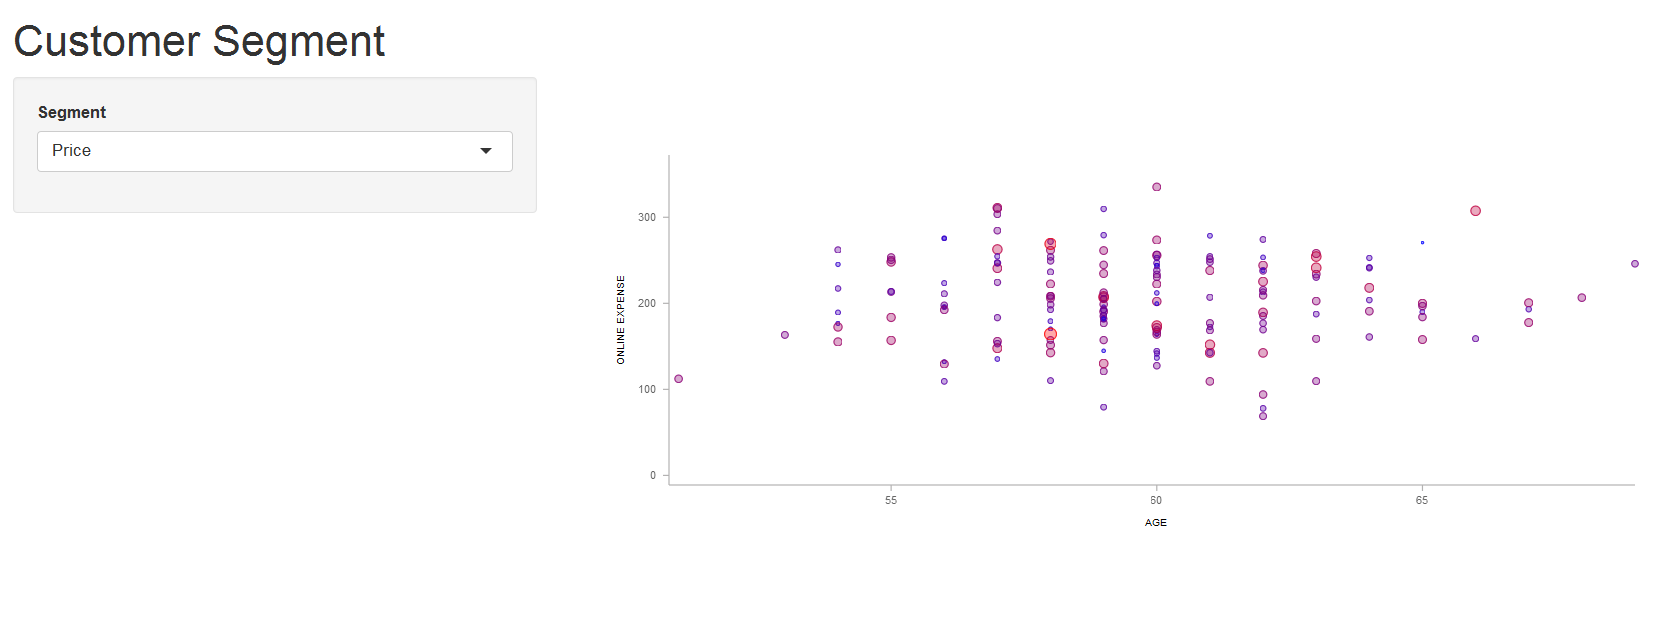 Customer Segment
Segment
Price
ONLINE EXPENSE
300
200
100
0
55
60
65
AGE